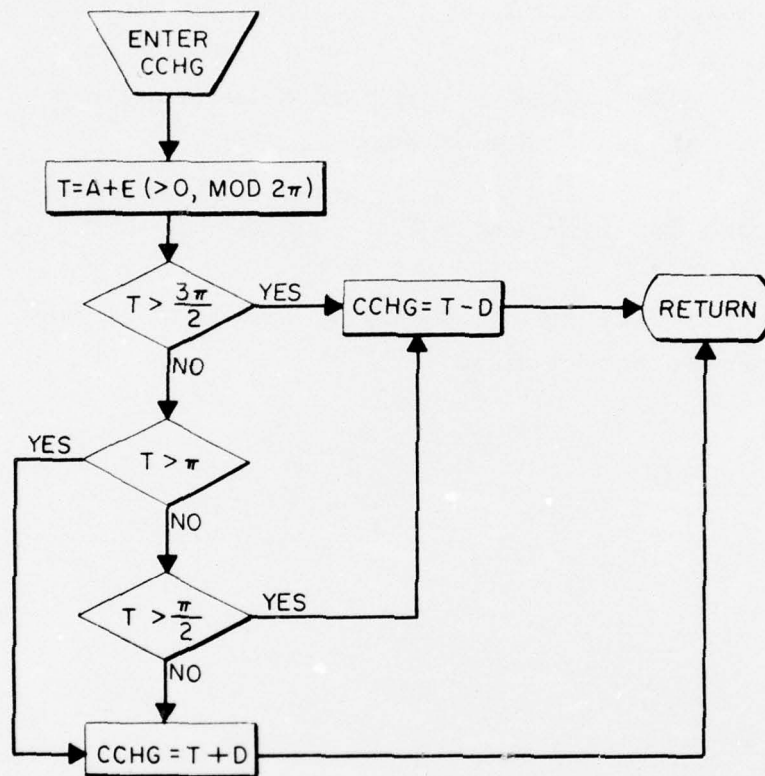 ENTER
CCHG
T=A+E (>0, MOD 2π)
T > 3π/2
YES
CCHG = T - D
RETURN
NO
YES
T > π
NO
T > π/2
YES
NO
CCHG = T + D